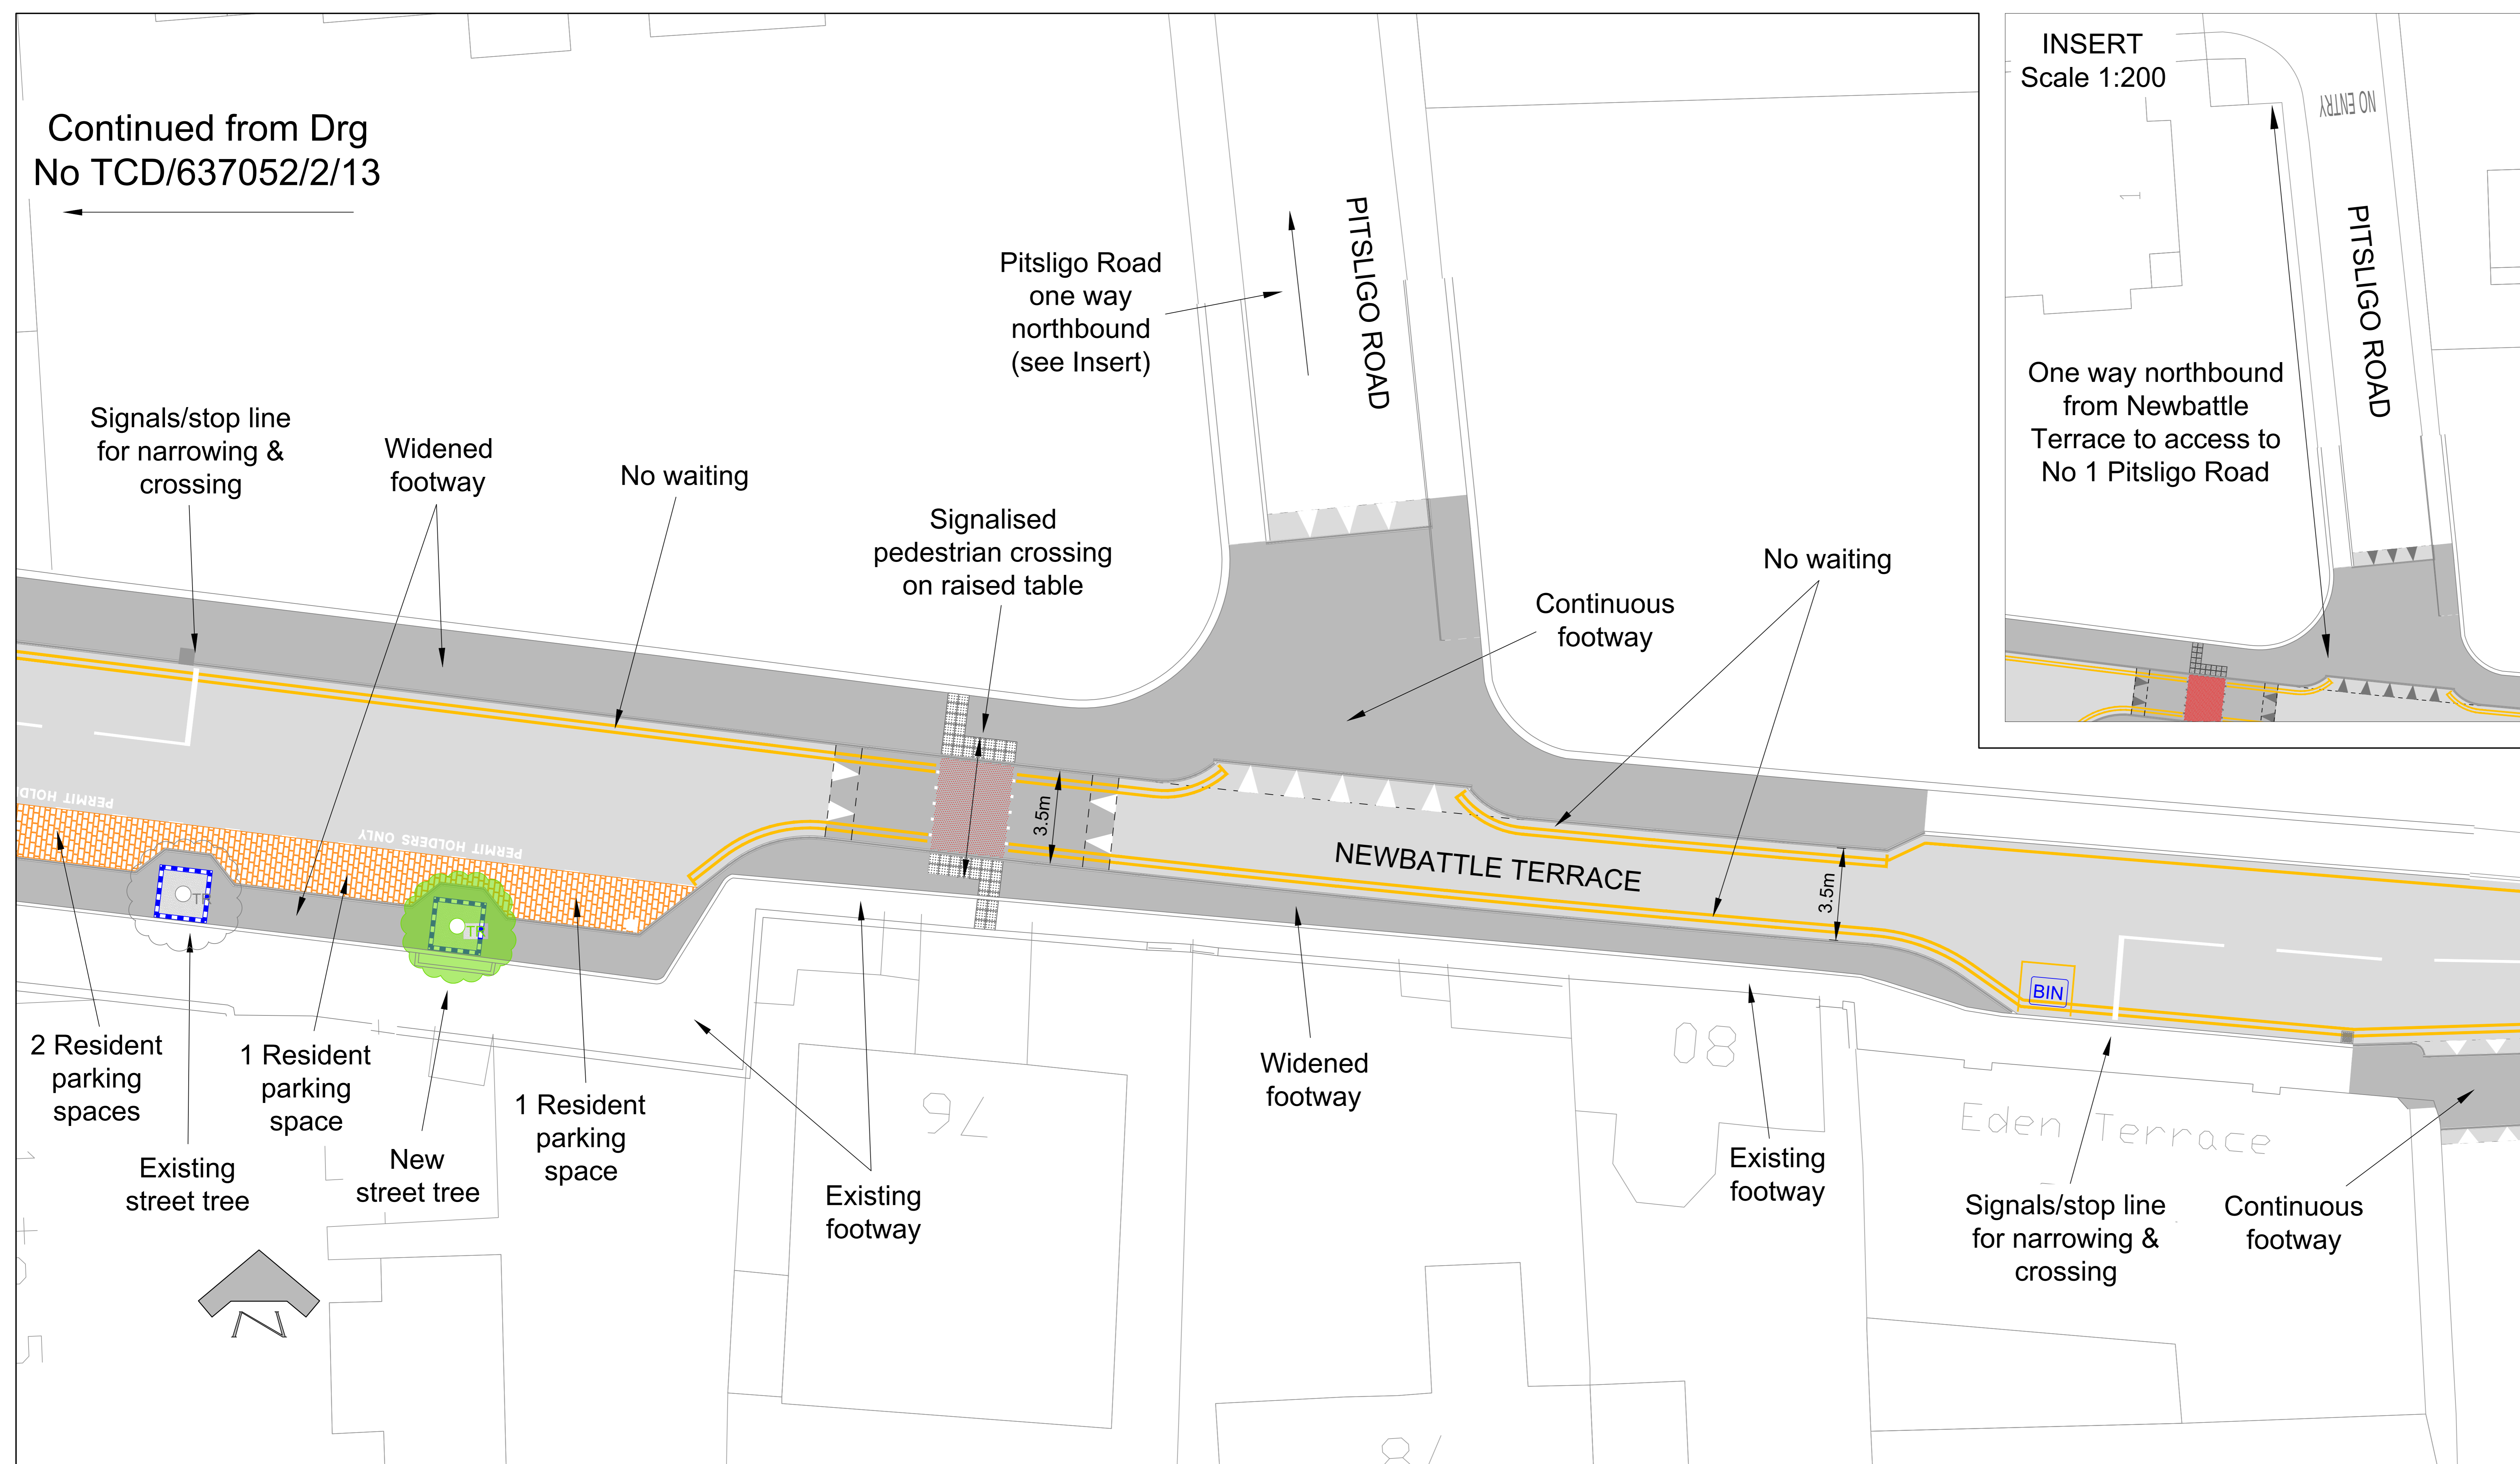 Continued from Drg
No TCD/637052/2/13
INSERT
Scale 1:200
NO ENTRY
1
PITSLIGO ROAD
One way northbound
from Newbattle
Terrace to access to
No 1 Pitsligo Road
Pitsligo Road
one way
northbound
(see Insert)
PITSLIGO ROAD
Signals/stop line
for narrowing &
crossing
Widened
footway
No waiting
Signalised
pedestrian crossing
on raised table
No waiting
Continuous
footway
3.5m
NEWBATTLE TERRACE
3.5m
PERMIT
PERMIT HOLDERS ONLY
BIN
2 Resident
parking
spaces
1 Resident
parking
space
1 Resident
parking
space
Existing
street tree
New
street tree
Existing
footway
Widened
footway
Existing
footway
Signals/stop line
for narrowing &
crossing
Continuous
footway
76
80
Eden Terrace
N